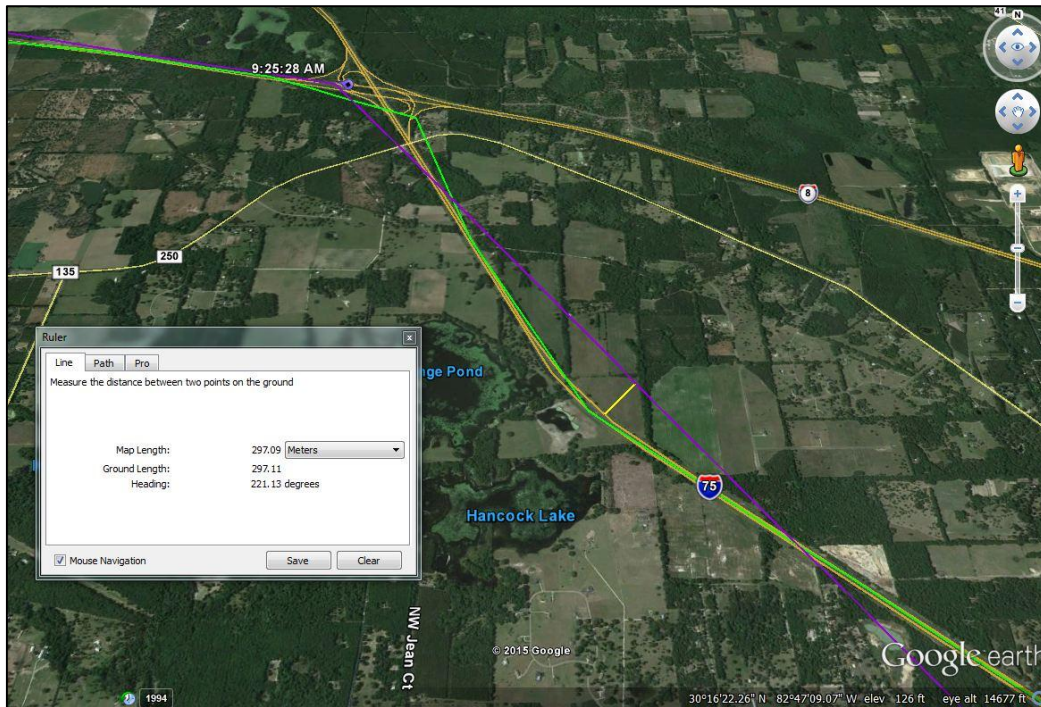 41
N
9:25:28 AM
8
250
135
Ruler
x
Line Path Pro
Measure the distance between two points on the ground
Map Length: 297.09 Meters
Ground Length: 297.11
Heading: 221.13 degrees
Mouse Navigation Save Clear
nge Pond
75
Hancock Lake
NW Jean Ct
© 2015 Google
Google earth
1994
30°16'22.26" N 82°47'09.07" W elev 126 ft eye alt 14677 ft